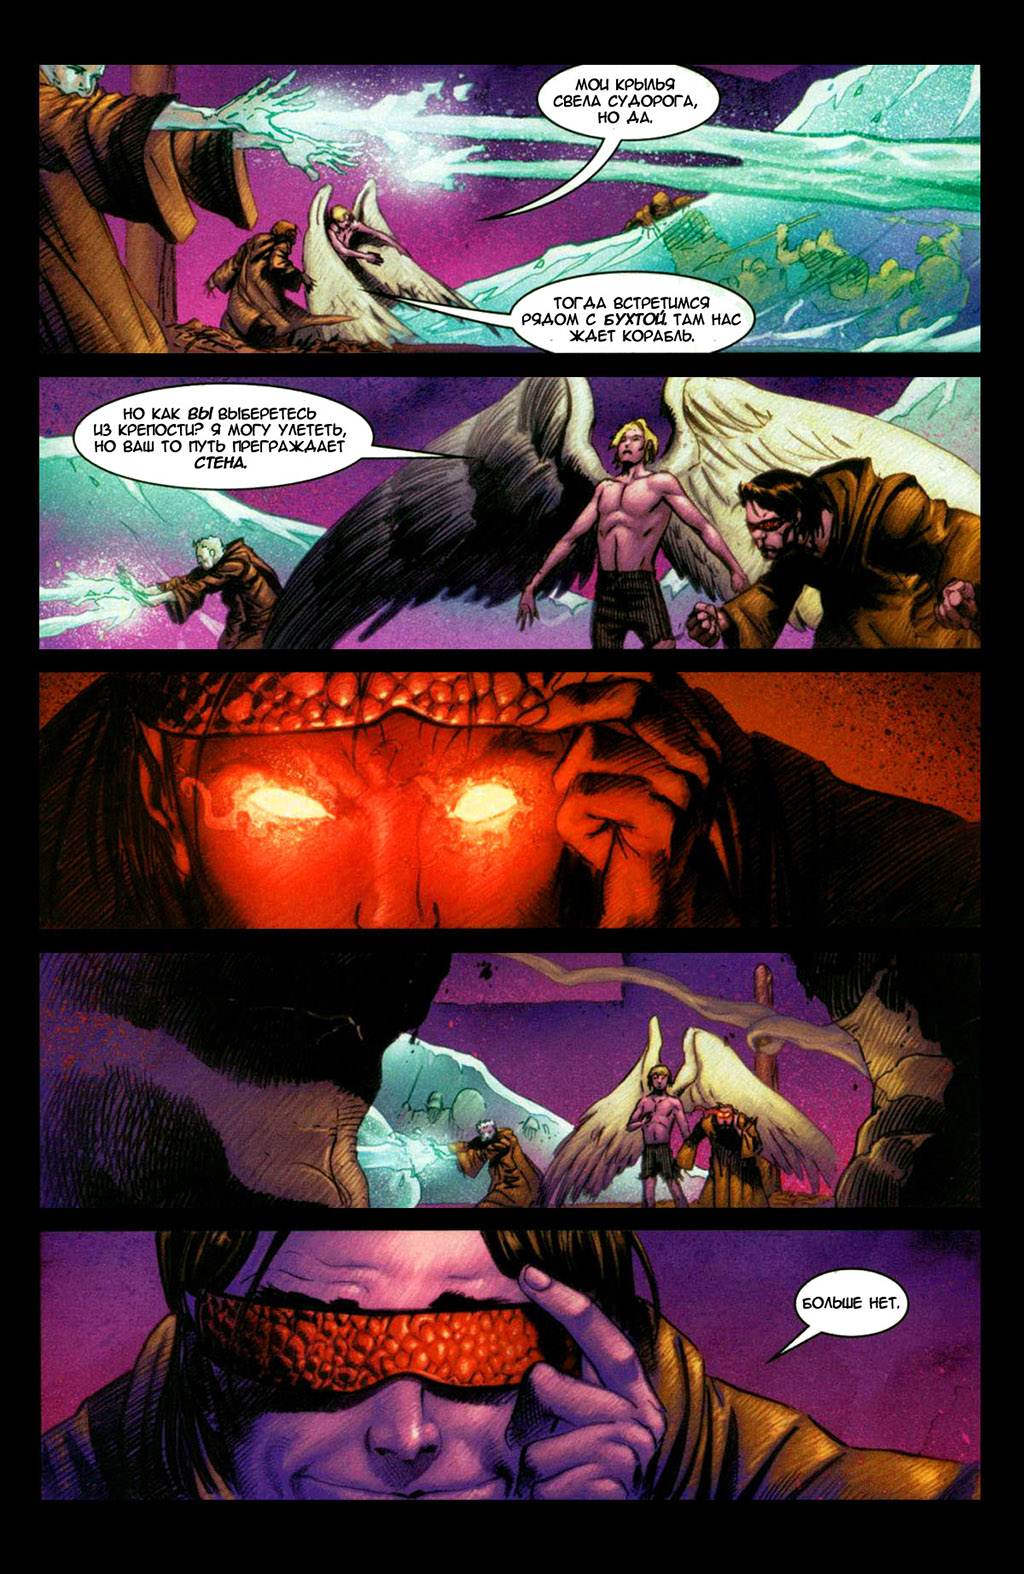 МОИ КРЫЛЬЯ
СВЕЛА СУДОРОГА,
НО ДА.
ТОГДА ВСТРЕТИМСЯ
РЯДОМ С БУХТОЙ. ТАМ НАС
ЖДЕТ КОРАБЛЬ.
НО КАК ВЫ ВЫБЕРЕТЕСЬ
ИЗ КРЕПОСТИ? Я МОГУ УЛЕТЕТЬ,
НО ВАШ ТО ПУТЬ ПРЕГРАЖДАЕТ
СТЕНА.
БОЛЬШЕ НЕТ.